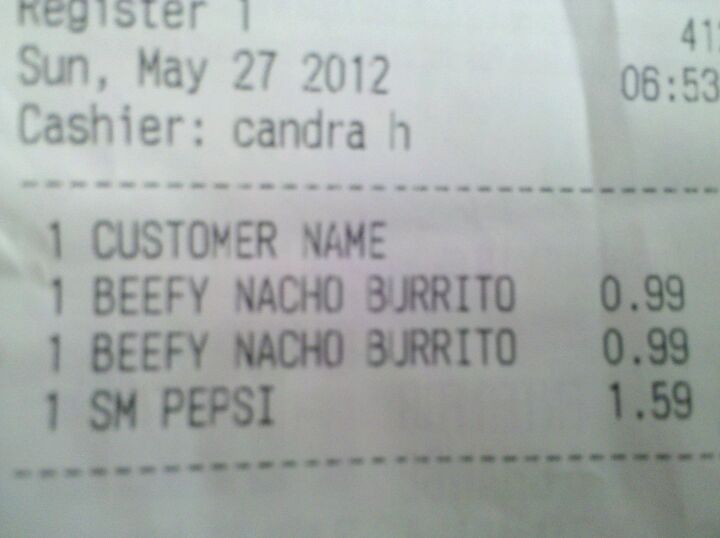 Register 1
Sun, May 27 2012 06:53
Cashier: candra h
1 CUSTOMER NAME
1 BEEFY NACHO BURRITO 0.99
1 BEEFY NACHO BURRITO 0.99
1 SM PEPSI 1.59